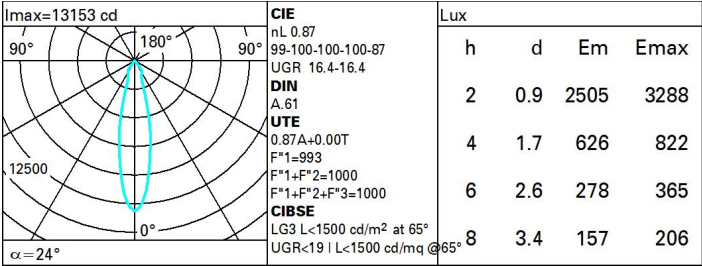 Imax=13153 cd
90°
180°
90°
12500
0°
α=24°
CIE
nL 0.87
99-100-100-100-87
UGR 16.4-16.4
DIN
A.61
UTE
0.87A+0.00T
F"1=993
F"1+F"2=1000
F"1+F"2+F"3=1000
CIBSE
LG3 L<1500 cd/m² at 65°
UGR<19 | L<1500 cd/mq @65°
Lux
h d Em Emax
2 0.9 2505 3288
4 1.7 626 822
6 2.6 278 365
8 3.4 157 206